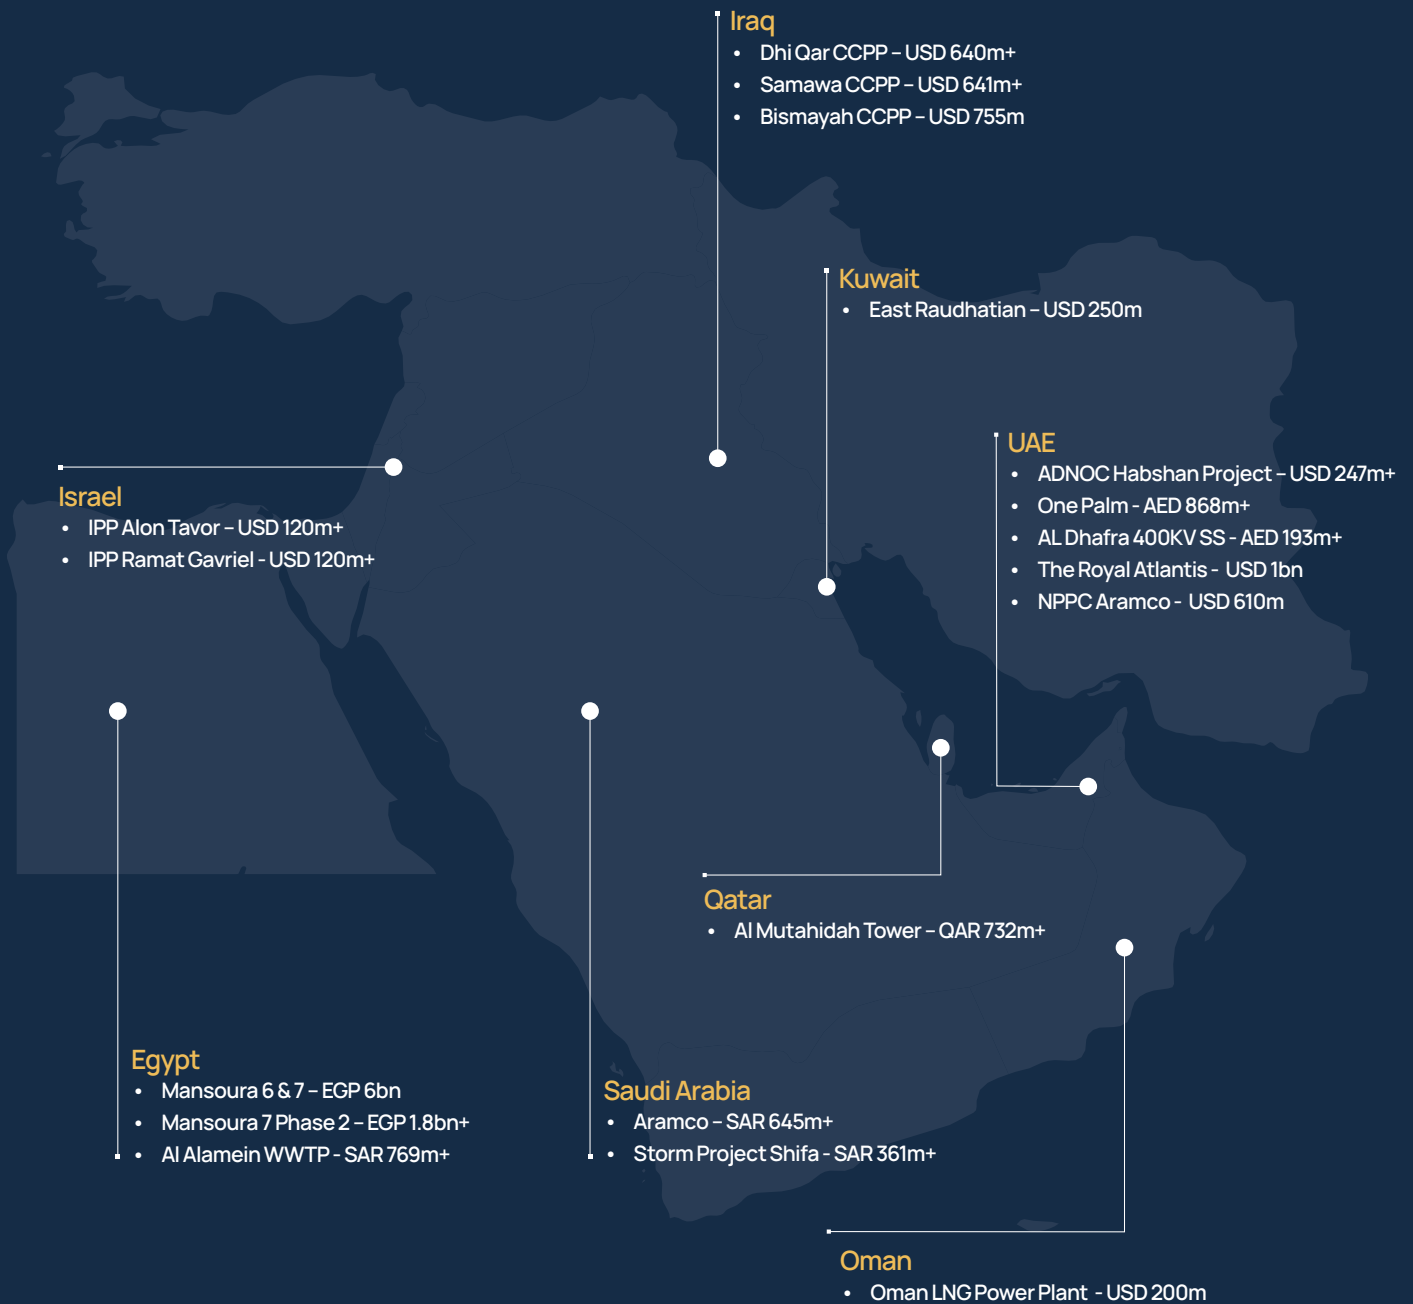 Iraq
• Dhi Qar CCPP – USD 640m+
• Samawa CCPP – USD 641m+
• Bismayah CCPP – USD 755m
Kuwait
• East Raudhatian – USD 250m
UAE
• ADNOC Habshan Project – USD 247m+
• One Palm - AED 868m+
• AL Dhafra 400KV SS - AED 193m+
• The Royal Atlantis - USD 1bn
• NPPC Aramco - USD 610m
Israel
• IPP Alon Tavor – USD 120m+
• IPP Ramat Gavriel - USD 120m+
Qatar
• Al Mutahidah Tower – QAR 732m+
Egypt
• Mansoura 6 & 7 – EGP 6bn
• Mansoura 7 Phase 2 – EGP 1.8bn+
• Al Alamein WWTP - SAR 769m+
Saudi Arabia
• Aramco – SAR 645m+
• Storm Project Shifa - SAR 361m+
Oman
• Oman LNG Power Plant - USD 200m